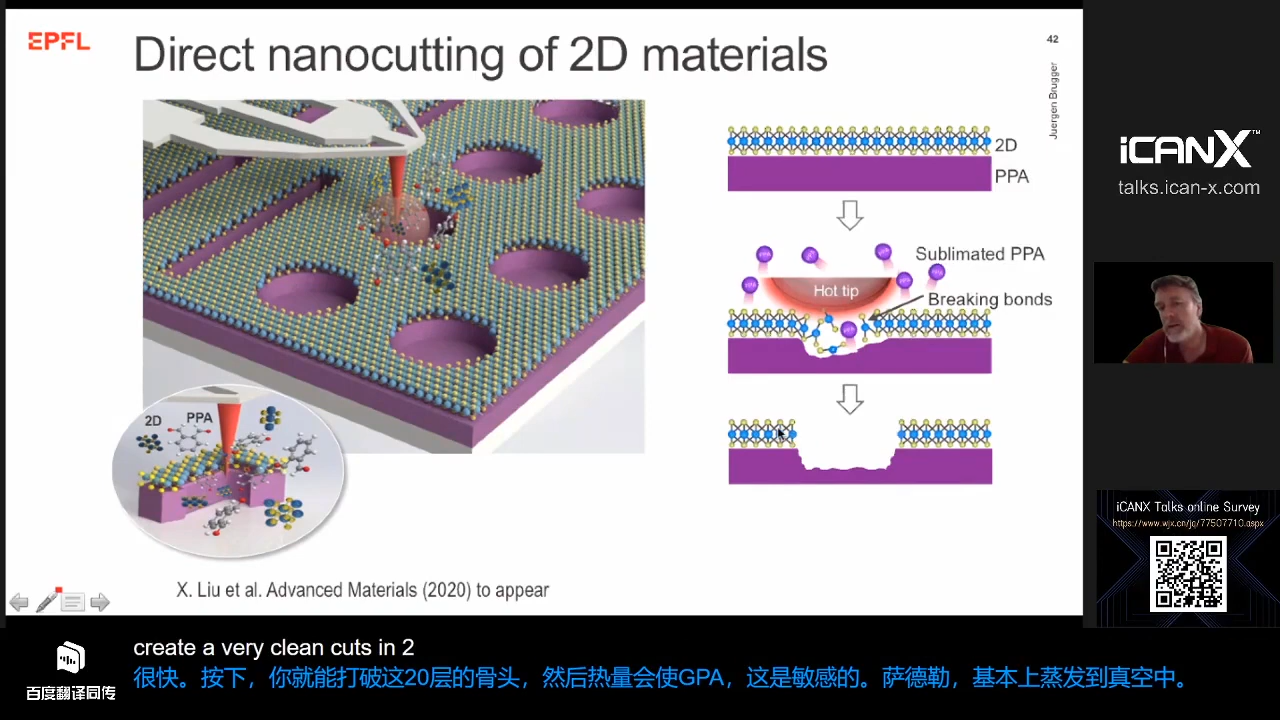 EPFL
Direct nanocutting of 2D materials
42
Juergen Brugger
2D
PPA
Sublimated PPA
Hot tip
Breaking bonds
2D
PPA
X. Liu et al. Advanced Materials (2020) to appear
iCANX
talks.ican-x.com
iCANX Talks online Survey
https://www.wjx.cn/jq/77507710.aspx
create a very clean cuts in 2
很快。按下，你就能打破这20层的骨头，然后热量会使GPA，这是敏感的。萨德勒，基本上蒸发到真空中。
百度翻译同传